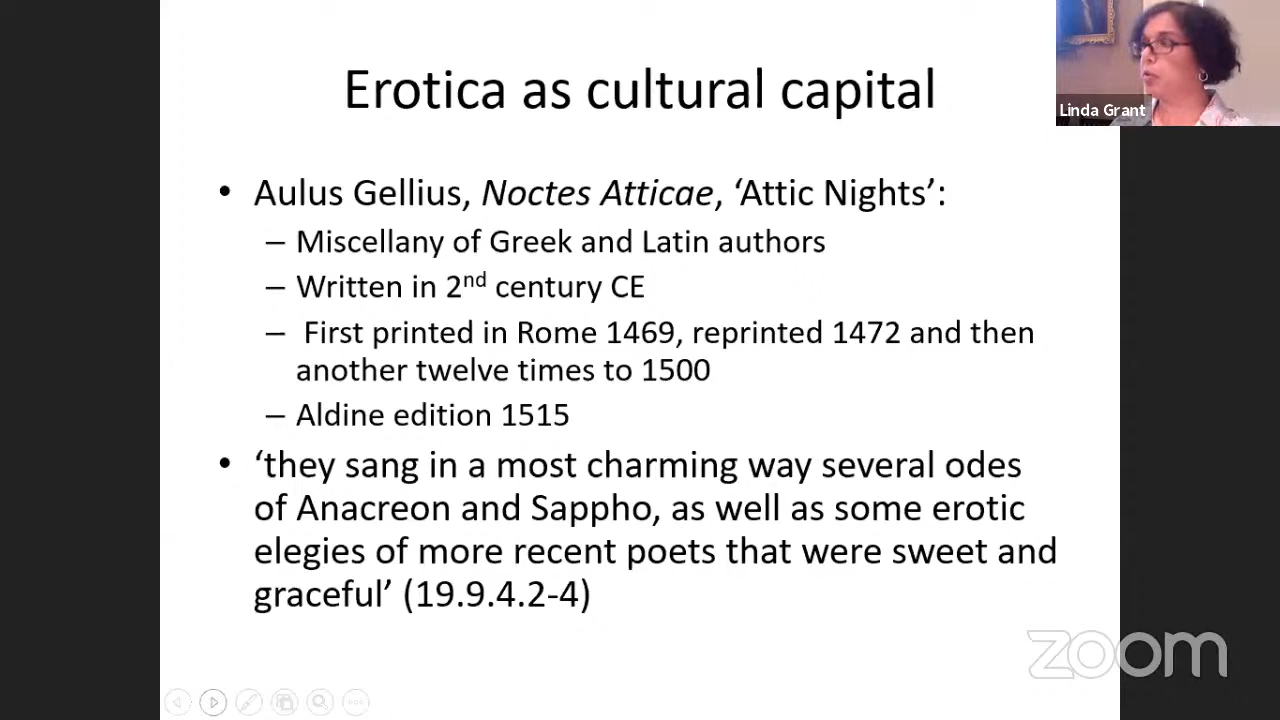 Erotica as cultural capital
Linda Grant
• Aulus Gellius, Noctes Atticae, ‘Attic Nights’:
– Miscellany of Greek and Latin authors
– Written in 2nd century CE
– First printed in Rome 1469, reprinted 1472 and then
another twelve times to 1500
– Aldine edition 1515
• ‘they sang in a most charming way several odes
of Anacreon and Sappho, as well as some erotic
elegies of more recent poets that were sweet and
graceful’ (19.9.4.2-4)
zoom